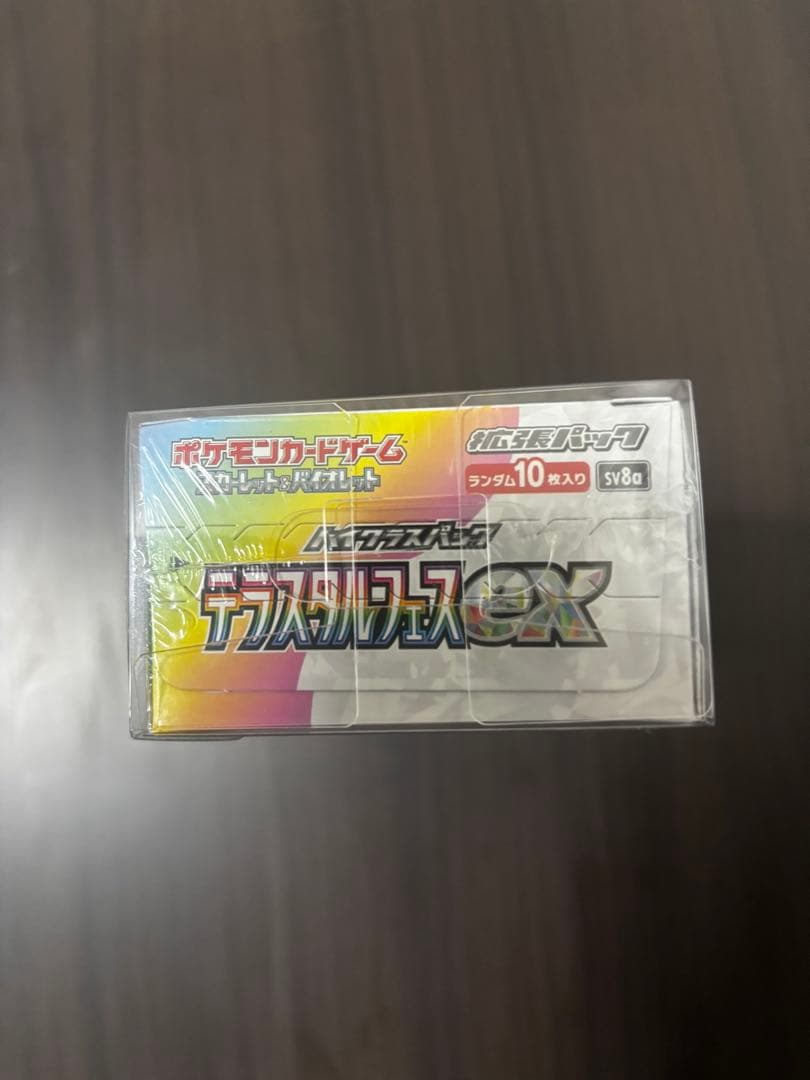 ポケモンカードゲーム
スカーレット&バイオレット
拡張パック
ランダム10枚入り
SV8a
ハイクラスパック
テラスタルフェスex